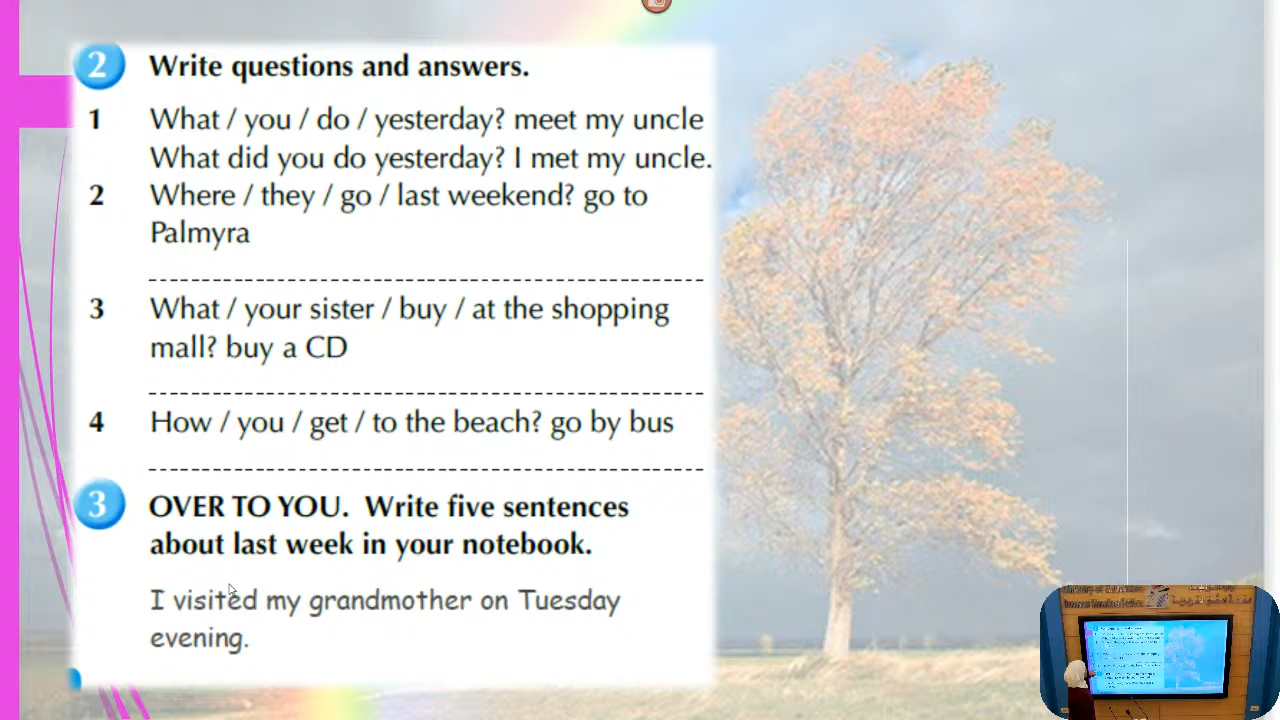 2 Write questions and answers.
1 What / you / do / yesterday? meet my uncle
What did you do yesterday? I met my uncle.
2 Where / they / go / last weekend? go to
Palmyra
3 What / your sister / buy / at the shopping
mall? buy a CD
4 How / you / get / to the beach? go by bus
3 OVER TO YOU. Write five sentences
about last week in your notebook.
I visited my grandmother on Tuesday
evening.